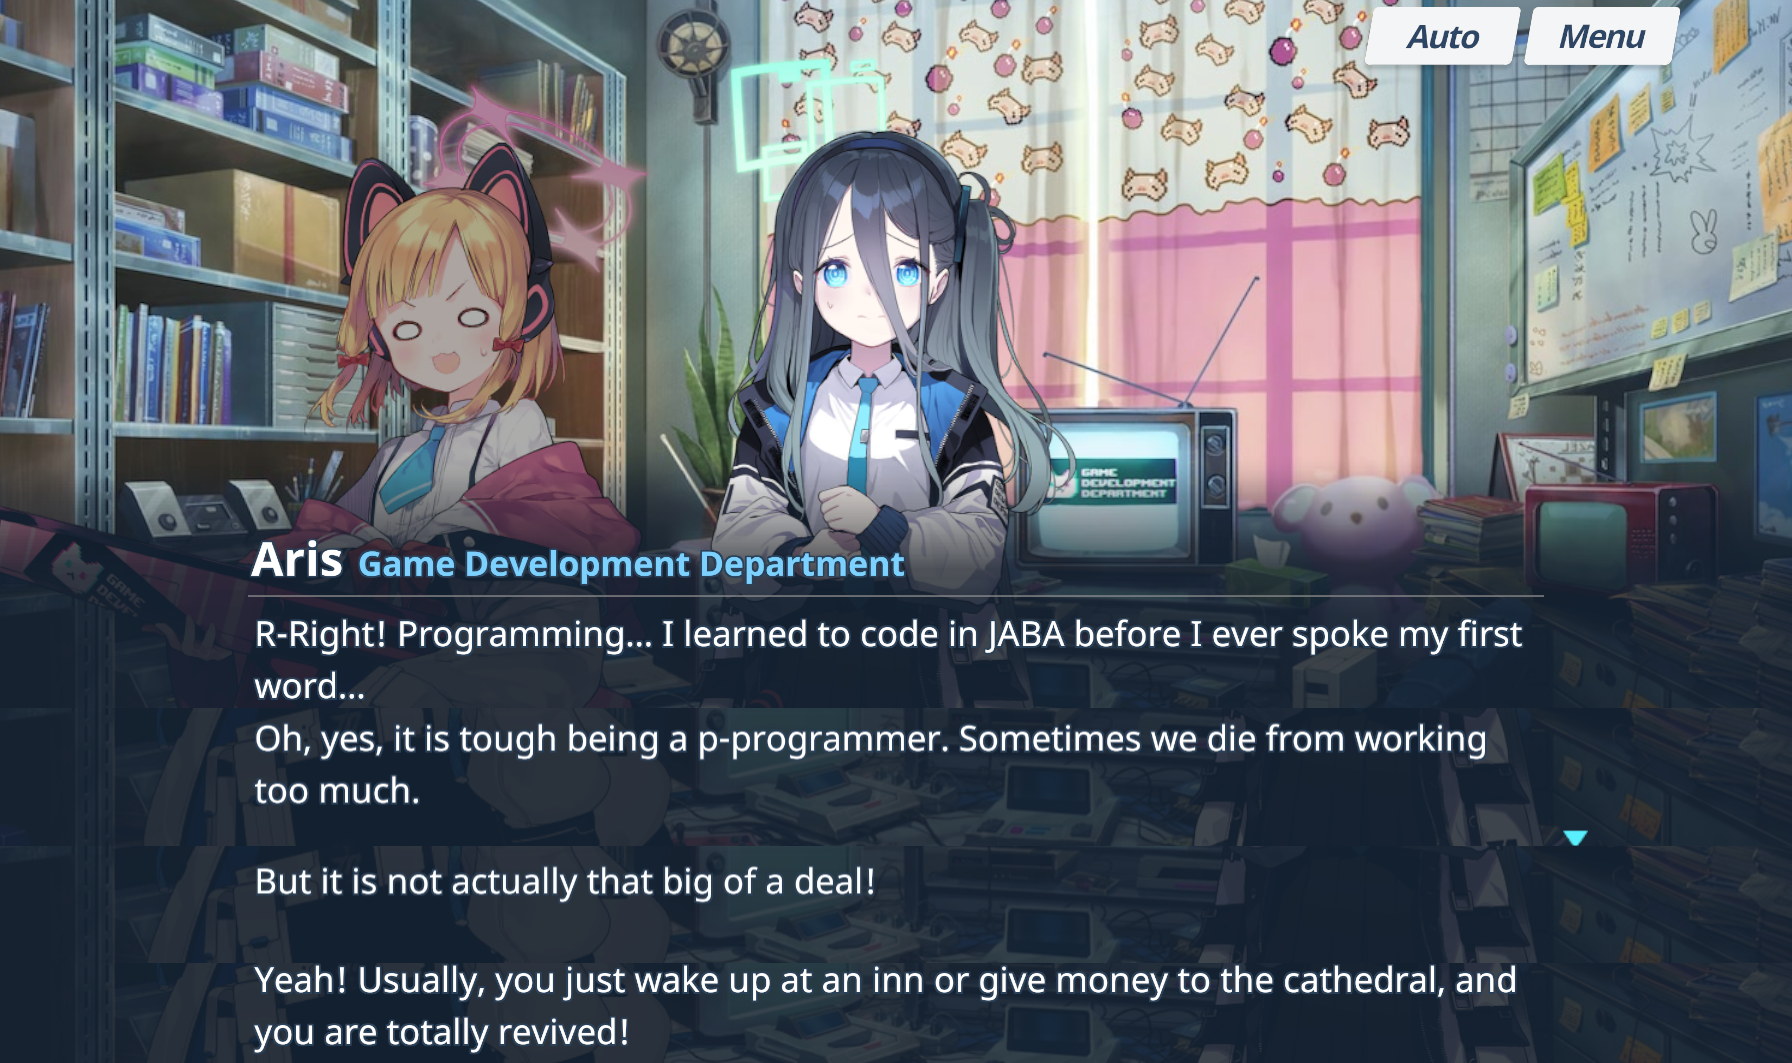 Auto Menu
GAME
DEVELOPMENT
DEPARTMENT
GAME
Aris Game Development Department
R-Right! Programming... I learned to code in JABA before I ever spoke my first
word...
Oh, yes, it is tough being a p-programmer. Sometimes we die from working
too much.
But it is not actually that big of a deal!
Yeah! Usually, you just wake up at an inn or give money to the cathedral, and
you are totally revived!